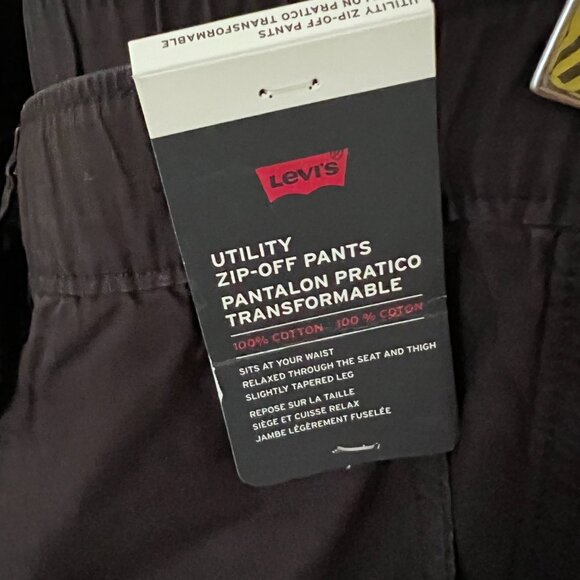 UTILITY ZIP-OFF PANTS
PRATICO TRANSFORMABLE
Levi's®
UTILITY
ZIP-OFF PANTS
PANTALON PRATICO
TRANSFORMABLE
100% COTTON 100 % COTON
SITS AT YOUR WAIST
RELAXED THROUGH THE SEAT AND THIGH
SLIGHTLY TAPERED LEG
REPOSE SUR LA TAILLE
SIÈGE ET CUISSE RELAX
JAMBE LÉGÈREMENT FUSELÉE